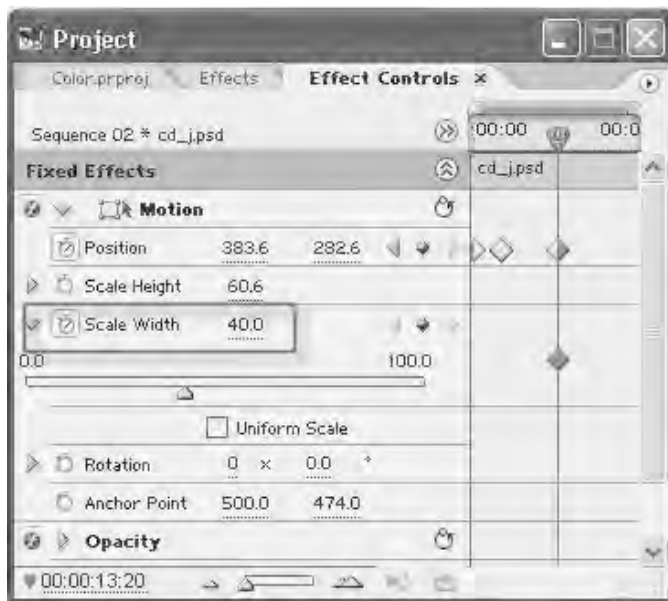 Project
Color.prproj Effects Effect Controls ×
Sequence 02 * cd_j.psd :00:00 00:0
Fixed Effects cd_j.psd
Motion
Position 383.6 282.6
Scale Height 60.6
Scale Width 40.0
0.0 100.0
Uniform Scale
Rotation 0 × 0.0 °
Anchor Point 500.0 474.0
Opacity
00:00:13:20